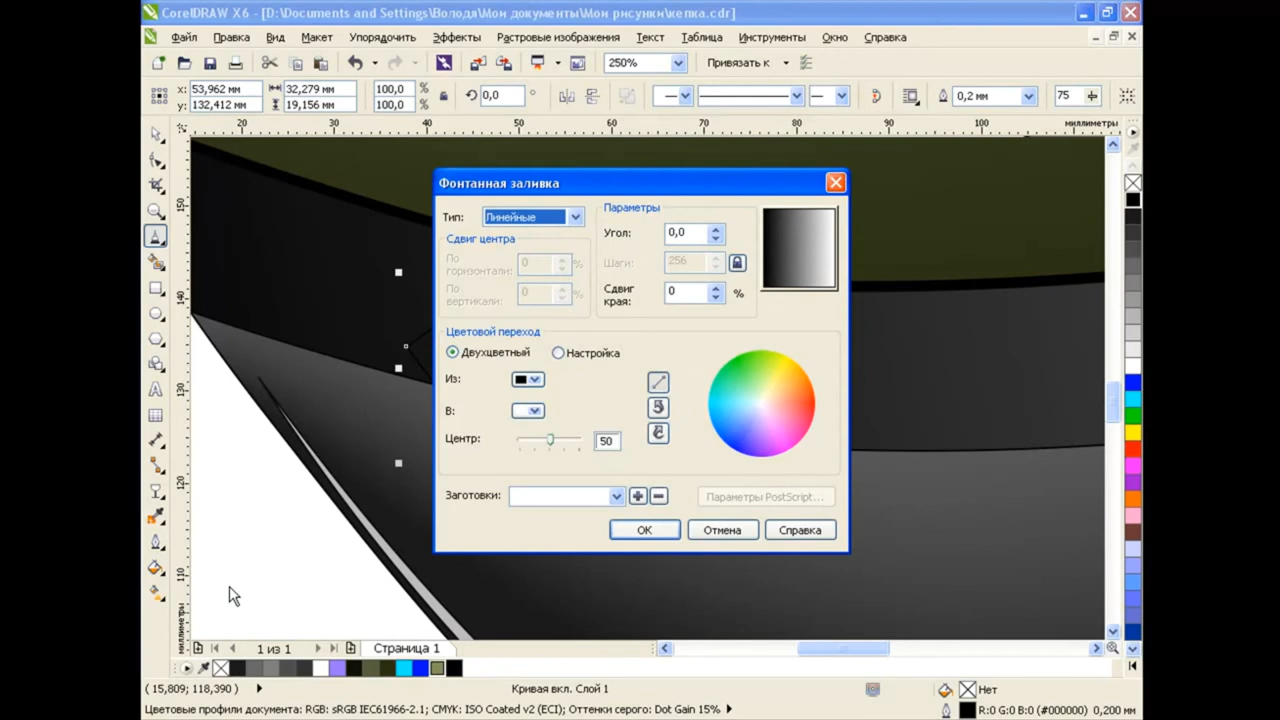 CorelDRAW X6 - [D:\Documents and Settings\Володя\Мои документы\Мои рисунки\кепка.cdr]
Файл Правка Вид Макет Упорядочить Эффекты Растровые изображения Текст Таблица Инструменты Окно Справка
250% Привязать к
x: 53,962 мм 32,279 мм 100,0 % 0,0 ° 0,2 мм 75
y: 132,412 мм 19,156 мм 100,0 %
20 30 40 50 60 70 80 90 100 миллиметры
150
140
130
120
110
миллиметры
Фонтанная заливка
Тип: Линейные
Сдвиг центра
По горизонтали: 0 %
По вертикали: 0 %
Параметры
Угол: 0,0
Шаги: 256
Сдвиг края: 0 %
Цветовой переход
Двухцветный Настройка
Из:
В:
Центр: 50
Заготовки: Параметры PostScript...
ОК Отмена Справка
1 из 1 Страница 1
( 15,809; 118,390 ) Кривая вкл. Слой 1 Нет
Цветовые профили документа: RGB: sRGB IEC61966-2.1; CMYK: ISO Coated v2 (ECI); Оттенки серого: Dot Gain 15% R:0 G:0 B:0 (#000000) 0,200 мм